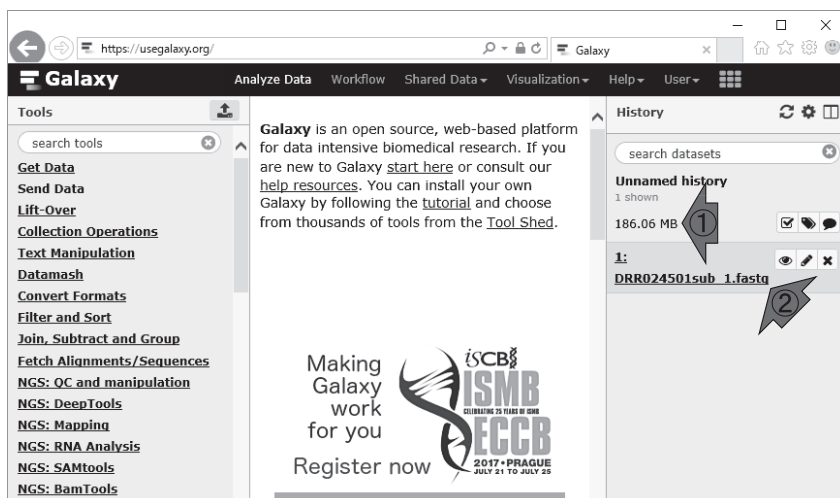 https://usegalaxy.org/
Galaxy
Galaxy
Analyze Data Workflow Shared Data Visualization Help User
Tools
search tools
Get Data
Send Data
Lift-Over
Collection Operations
Text Manipulation
Datamash
Convert Formats
Filter and Sort
Join, Subtract and Group
Fetch Alignments/Sequences
NGS: QC and manipulation
NGS: DeepTools
NGS: Mapping
NGS: RNA Analysis
NGS: SAMtools
NGS: BamTools
Galaxy is an open source, web-based platform
for data intensive biomedical research. If you
are new to Galaxy start here or consult our
help resources. You can install your own
Galaxy by following the tutorial and choose
from thousands of tools from the Tool Shed.
Making
Galaxy
work
for you
Register now
iSCB
ISMB
CELEBRATING 25 YEARS OF ISMB
ECCB
2017 • PRAGUE
JULY 21 TO JULY 25
History
search datasets
Unnamed history
1 shown
186.06 MB
①
1:
DRR024501sub_1.fastq
②